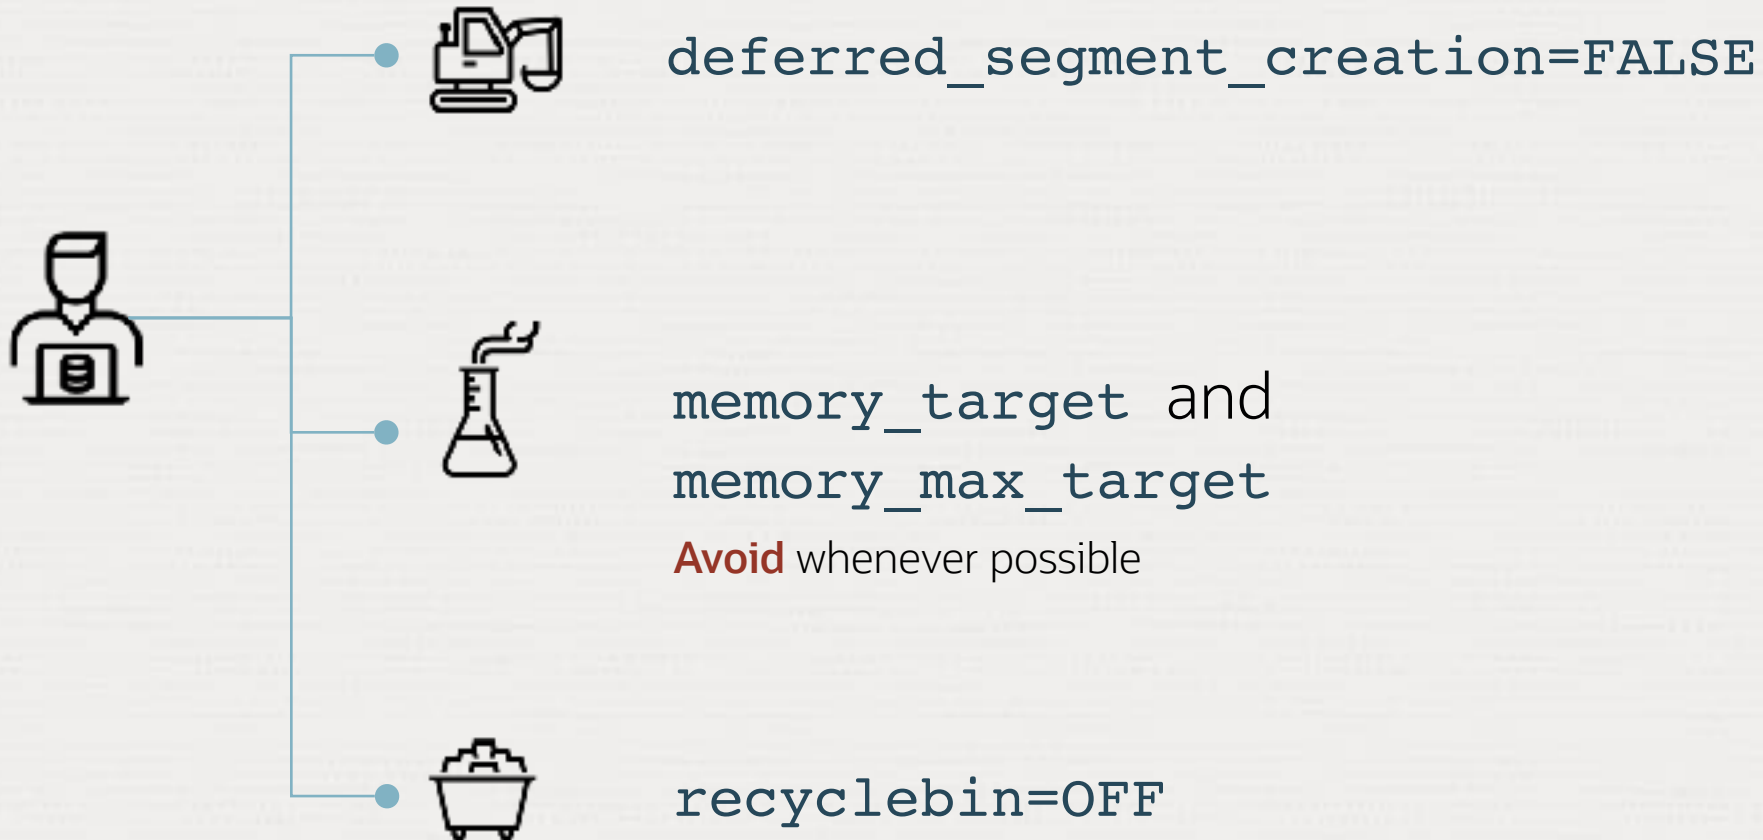 deferred_segment_creation=FALSE
memory_target and
memory_max_target
Avoid whenever possible
recyclebin=OFF